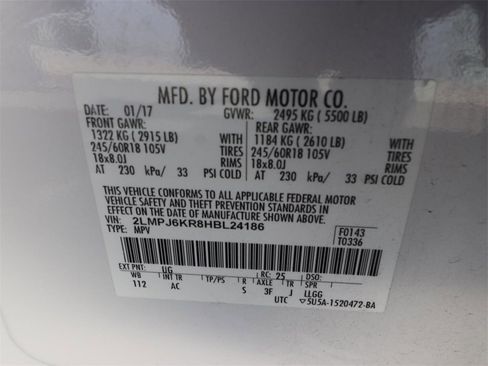 MFD. BY FORD MOTOR CO.
DATE: 01/17 GVWR: 2495 KG ( 5500 LB)
FRONT GAWR: REAR GAWR:
1322 KG ( 2915 LB) 1184 KG ( 2610 LB)
245/60R18 105V TIRES 245/60R18 105V TIRES
18x8.0J RIMS 18x8.0J RIMS
AT 230 kPa/ 33 PSI COLD AT 230 kPa/ 33 PSI COLD
THIS VEHICLE CONFORMS TO ALL APPLICABLE FEDERAL MOTOR
VEHICLE SAFETY AND THEFT PREVENTION STANDARDS IN
EFFECT ON THE DATE OF MANUFACTURE SHOWN ABOVE.
VIN: 2LMPJ6KR8HBL24186 F0143
TYPE: MPV T0336
EXT PNT: UG RC: 25 DSO:
WB INT TR TP/PS R AXLE TR SPR
112 AC S 3F J LLGG
UTC ▽5U5A-1520472-BA